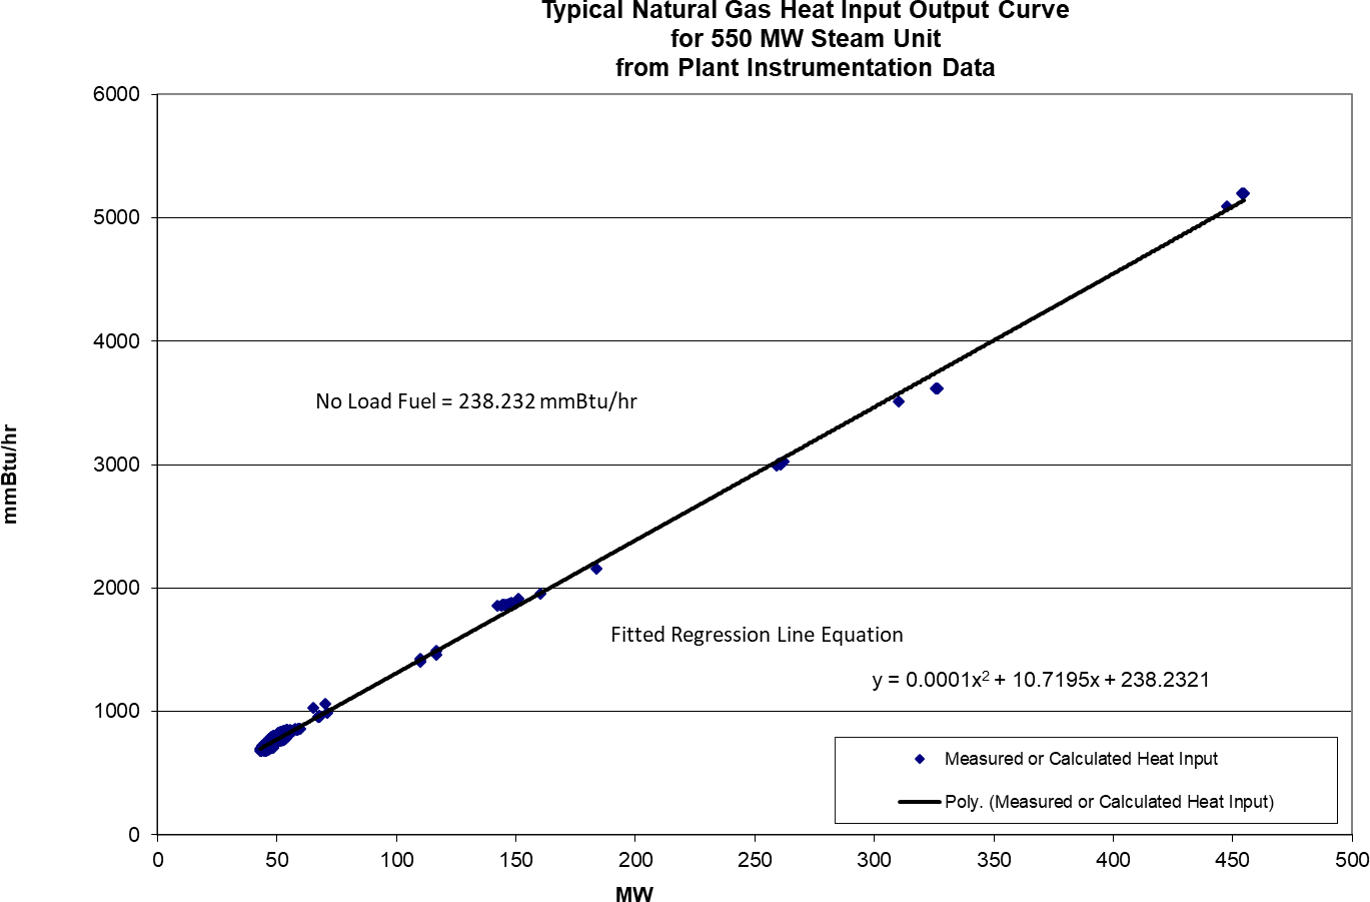 Typical Natural Gas Heat Input Output Curve
for 550 MW Steam Unit
from Plant Instrumentation Data
6000
5000
4000
3000
2000
1000
0
mmBtu/hr
No Load Fuel = 238.232 mmBtu/hr
Fitted Regression Line Equation
y = 0.0001x² + 10.7195x + 238.2321
Measured or Calculated Heat Input
Poly. (Measured or Calculated Heat Input)
0 50 100 150 200 250 300 350 400 450 500
MW